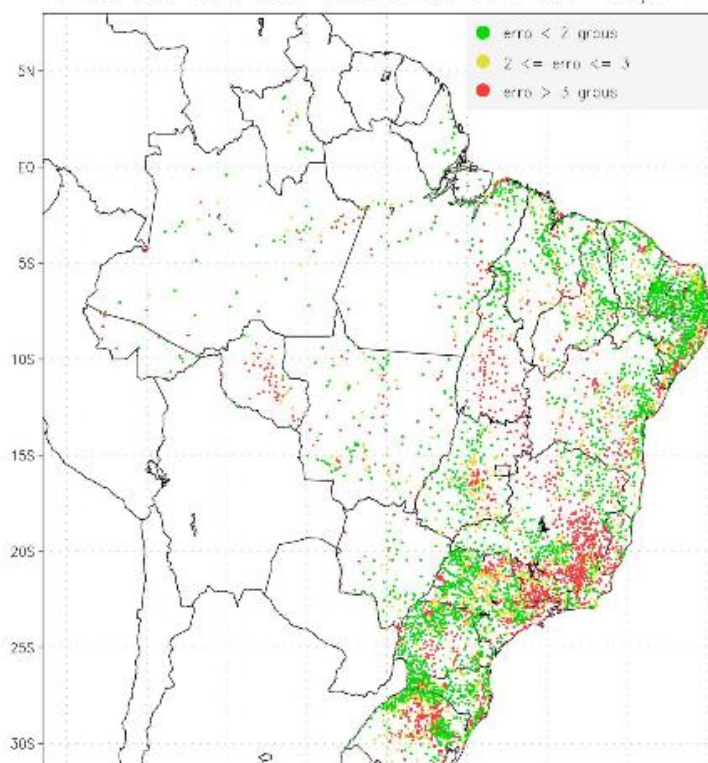 erro < 2 graus
2 <= erro <= 3
erro > 3 graus
5N
EQ
5S
10S
15S
20S
25S
30S